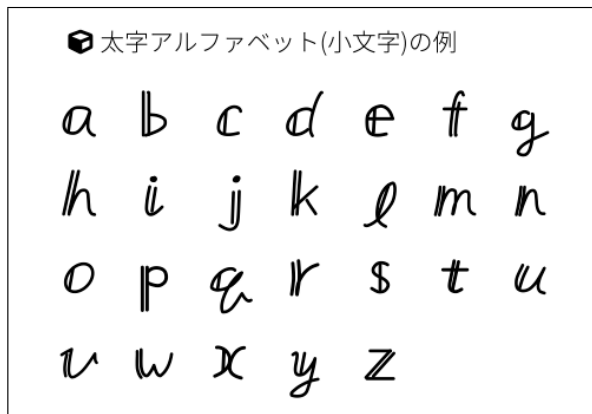 太字アルファベット(小文字)の例
a b c d e f g
h i j k l m n
o p q r s t u
v w x y z